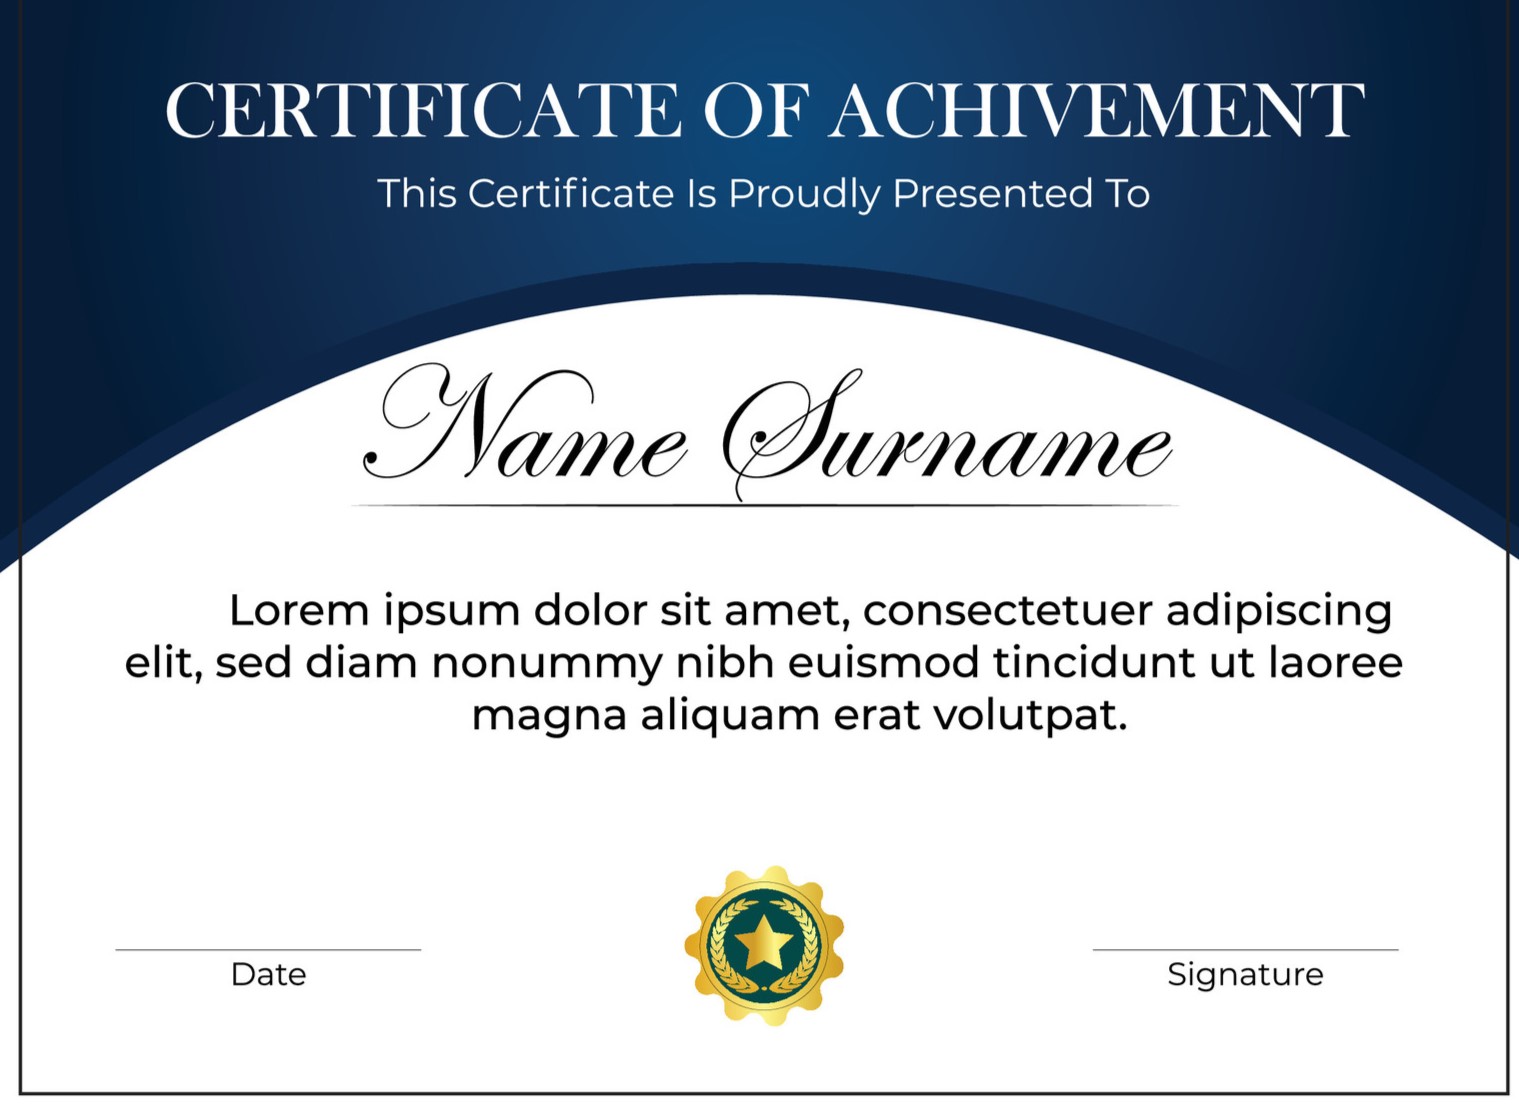 CERTIFICATE OF ACHIVEMENT
This Certificate Is Proudly Presented To
Name Surname
Lorem ipsum dolor sit amet, consectetuer adipiscing
elit, sed diam nonummy nibh euismod tincidunt ut laoree
magna aliquam erat volutpat.
Date
Signature